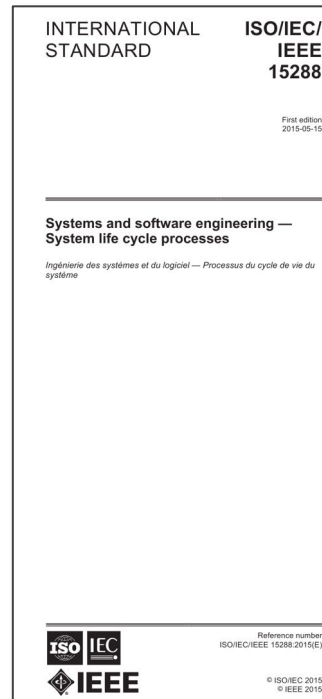 INTERNATIONAL
STANDARD
ISO/IEC/
IEEE
15288
First edition
2015-05-15
Systems and software engineering —
System life cycle processes
Ingénierie des systèmes et du logiciel — Processus du cycle de vie du
système
ISO IEC
IEEE
Reference number
ISO/IEC/IEEE 15288:2015(E)
© ISO/IEC 2015
© IEEE 2015